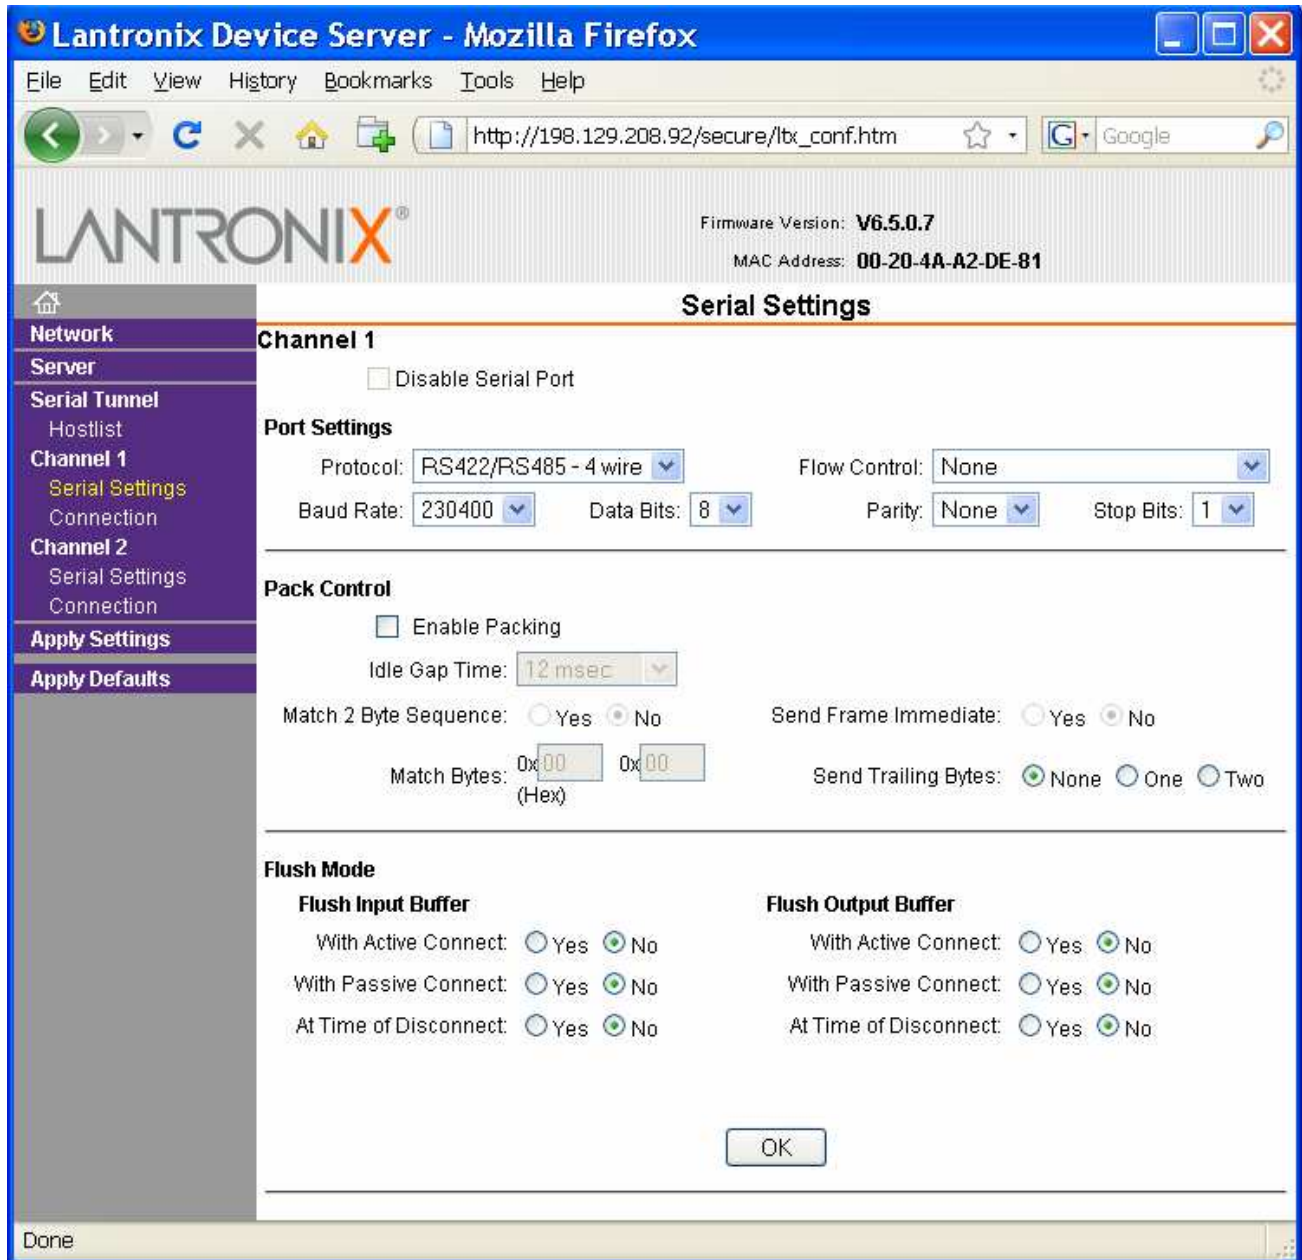 Lantronix Device Server - Mozilla Firefox
File Edit View History Bookmarks Tools Help
http://198.129.208.92/secure/ltx_conf.htm G Google
LANTRONIX®
Firmware Version: V6.5.0.7
MAC Address: 00-20-4A-A2-DE-81
Network
Server
Serial Tunnel
Hostlist
Channel 1
Serial Settings
Connection
Channel 2
Serial Settings
Connection
Apply Settings
Apply Defaults
Serial Settings
Channel 1
Disable Serial Port
Port Settings
Protocol: RS422/RS485 - 4 wire Flow Control: None
Baud Rate: 230400 Data Bits: 8 Parity: None Stop Bits: 1
Pack Control
Enable Packing
Idle Gap Time: 12 msec
Match 2 Byte Sequence: Yes No Send Frame Immediate: Yes No
Match Bytes: 0x 00 0x 00 Send Trailing Bytes: None One Two
(Hex)
Flush Mode
Flush Input Buffer Flush Output Buffer
With Active Connect: Yes No With Active Connect: Yes No
With Passive Connect: Yes No With Passive Connect: Yes No
At Time of Disconnect: Yes No At Time of Disconnect: Yes No
OK
Done